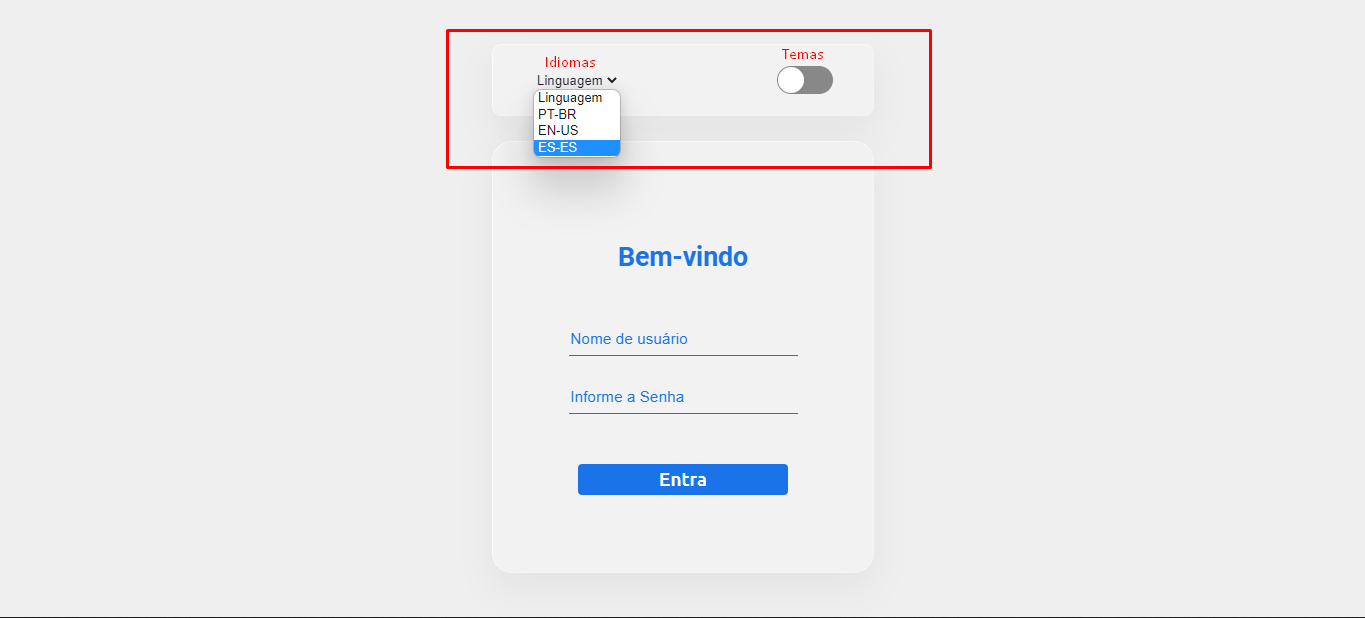 Idiomas
Temas
Linguagem
Linguagem
PT-BR
EN-US
ES-ES
Bem-vindo
Nome de usuário
Informe a Senha
Entra